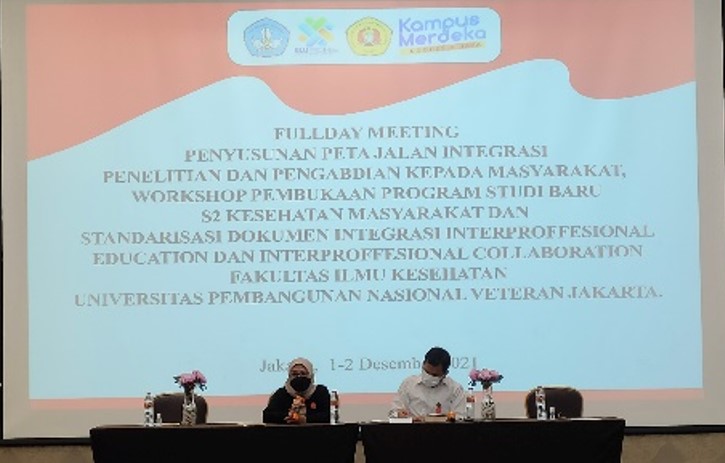 Kampus
Merdeka
FULLDAY MEETING
PENYUSUNAN PETA JALAN INTEGRASI
PENELITIAN DAN PENGABDIAN KEPADA MASYARAKAT,
WORKSHOP PEMBUKAAN PROGRAM STUDI BARU
S2 KESEHATAN MASYARAKAT DAN
STANDARISASI DOKUMEN INTEGRASI INTERPROFFESIONAL
EDUCATION DAN INTERPROFFESIONAL COLLABORATION
FAKULTAS ILMU KESEHATAN
UNIVERSITAS PEMBANGUNAN NASIONAL VETERAN JAKARTA.
1-2